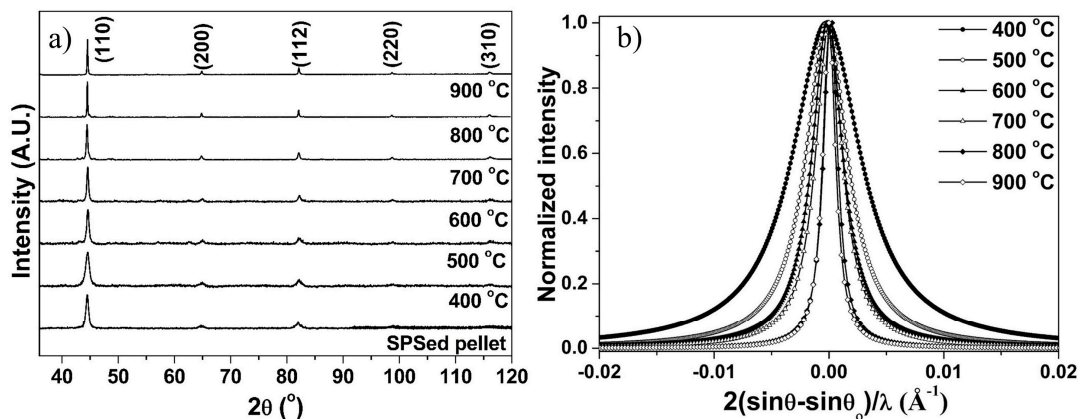 a)
(110)
(200)
(112)
(220)
(310)
900 °C
800 °C
700 °C
600 °C
500 °C
400 °C
SPSed pellet
Intensity (A.U.)
40 50 60 70 80 90 100 110 120
2θ (°)
b)
400 °C
500 °C
600 °C
700 °C
800 °C
900 °C
Normalized intensity
1.0
0.8
0.6
0.4
0.2
0.0
-0.02 -0.01 0.00 0.01 0.02
2(sinθ-sinθo)/λ (Å-1)